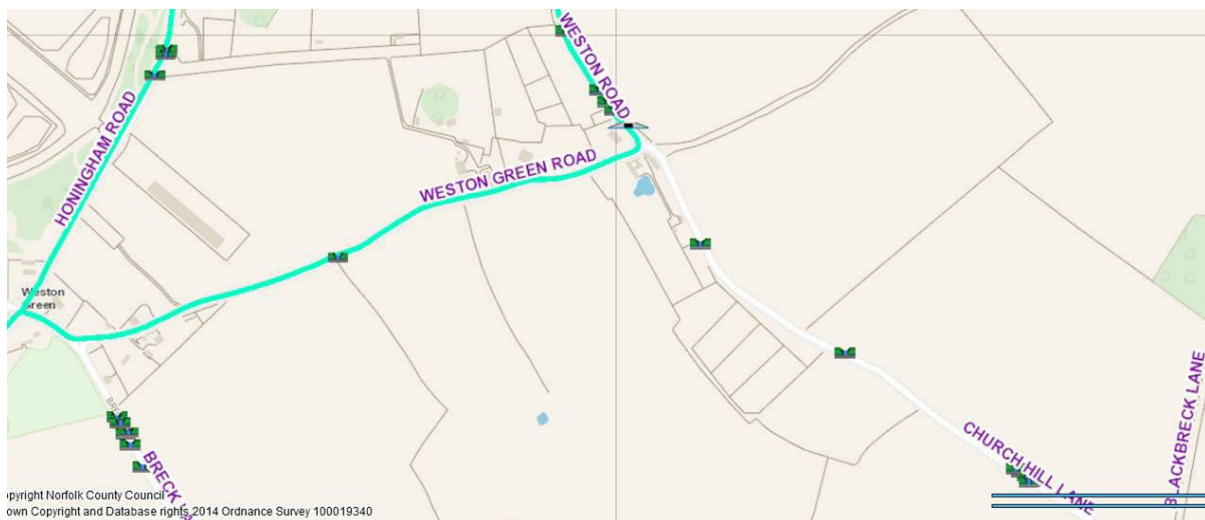 WESTON ROAD
HONINGHAM ROAD
WESTON GREEN ROAD
Weston
Green
BRECK
CHURCH HILL LANE
BLACKBRECK LANE
opyright Norfolk County Council
own Copyright and Database rights 2014 Ordnance Survey 100019340